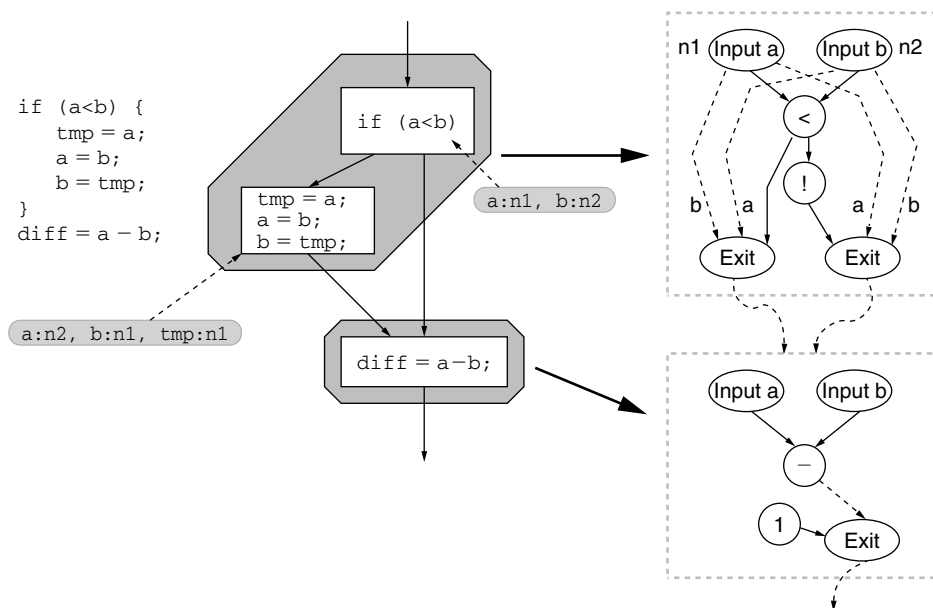 if (a<b) {
tmp = a;
a = b;
b = tmp;
}
diff = a − b;
if (a<b)
tmp = a;
a = b;
b = tmp;
a:n1, b:n2
a:n2, b:n1, tmp:n1
diff = a−b;
n1 Input a Input b n2
<
!
b a a b
Exit Exit
Input a Input b
−
1
Exit